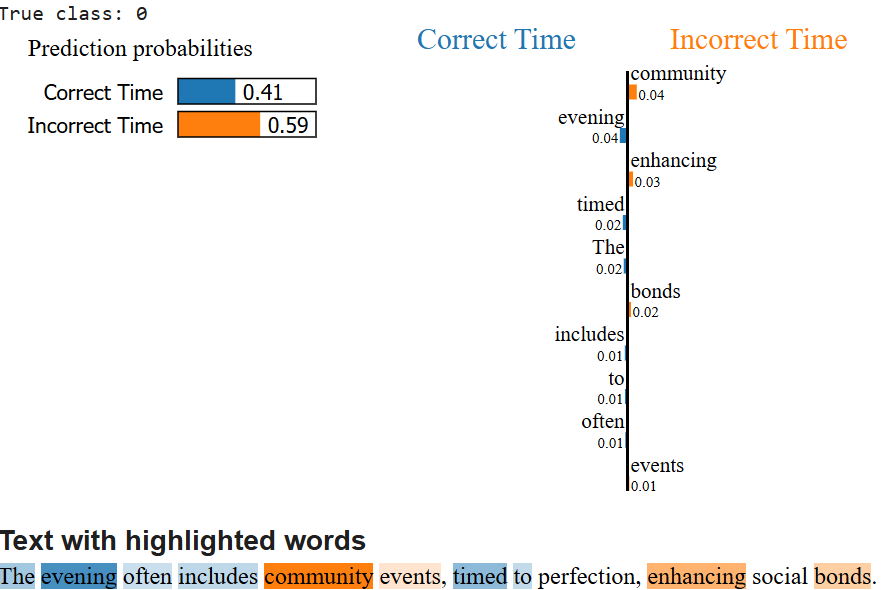 True class: 0
Prediction probabilities
Correct Time 0.41
Incorrect Time 0.59
Correct Time Incorrect Time
community
0.04
evening
0.04
enhancing
0.03
timed
0.02
The
0.02
bonds
0.02
includes
0.01
to
0.01
often
0.01
events
0.01
Text with highlighted words
The evening often includes community events, timed to perfection, enhancing social bonds.